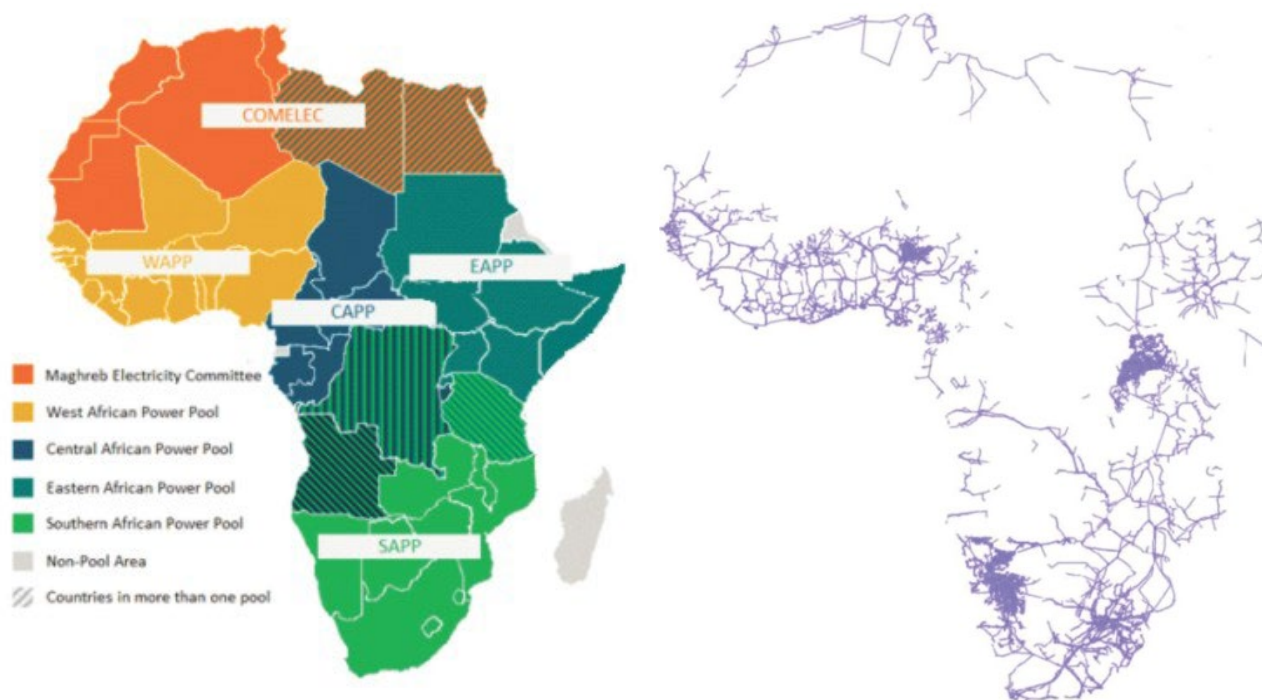 COMELEC
WAPP
EAPP
CAPP
Maghreb Electricity Committee
West African Power Pool
Central African Power Pool
Eastern African Power Pool
Southern African Power Pool
SAPP
Non-Pool Area
Countries in more than one pool